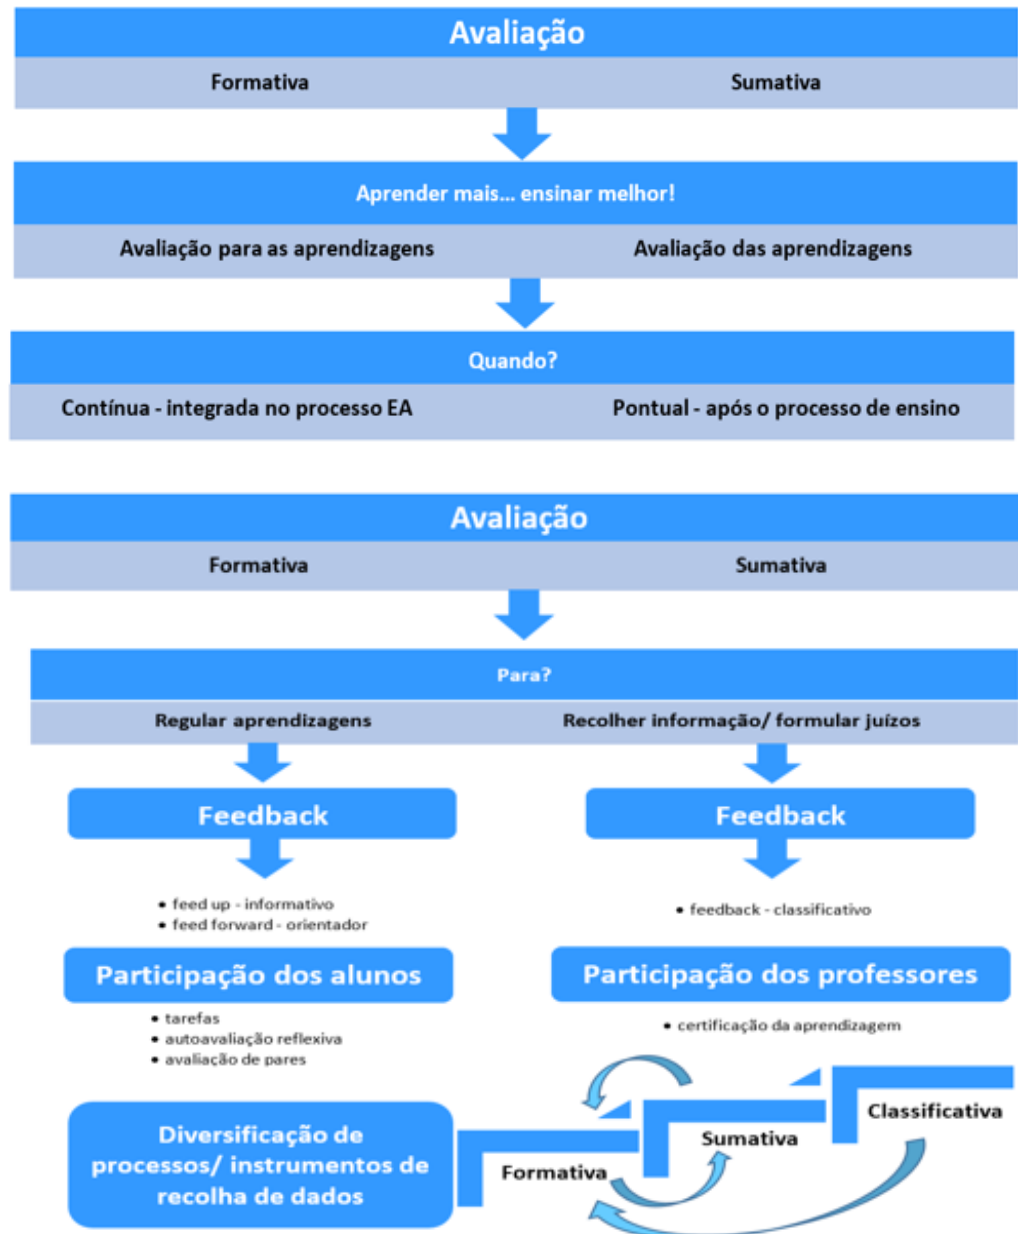 Avaliação
Formativa
Sumativa
Aprender mais... ensinar melhor!
Avaliação para as aprendizagens
Avaliação das aprendizagens
Quando?
Contínua - integrada no processo EA
Pontual - após o processo de ensino
Avaliação
Formativa
Sumativa
Para?
Regular aprendizagens
Recolher informação/ formular juízos
Feedback
Feedback
• feed up - informativo
• feed forward - orientador
• feedback - classificativo
Participação dos alunos
Participação dos professores
• tarefas
• autoavaliação reflexiva
• avaliação de pares
• certificação da aprendizagem
Diversificação de
processos/ instrumentos de
recolha de dados
Formativa
Sumativa
Classificativa